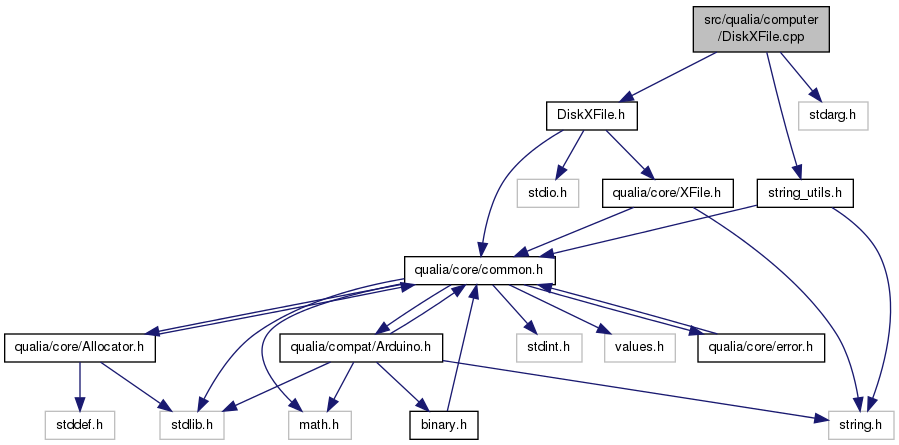 src/qualia/computer
/DiskXFile.cpp
DiskXFile.h
stdarg.h
stdio.h
qualia/core/XFile.h
string_utils.h
qualia/core/common.h
qualia/core/Allocator.h
qualia/compat/Arduino.h
stdint.h
values.h
qualia/core/error.h
stddef.h
stdlib.h
math.h
binary.h
string.h